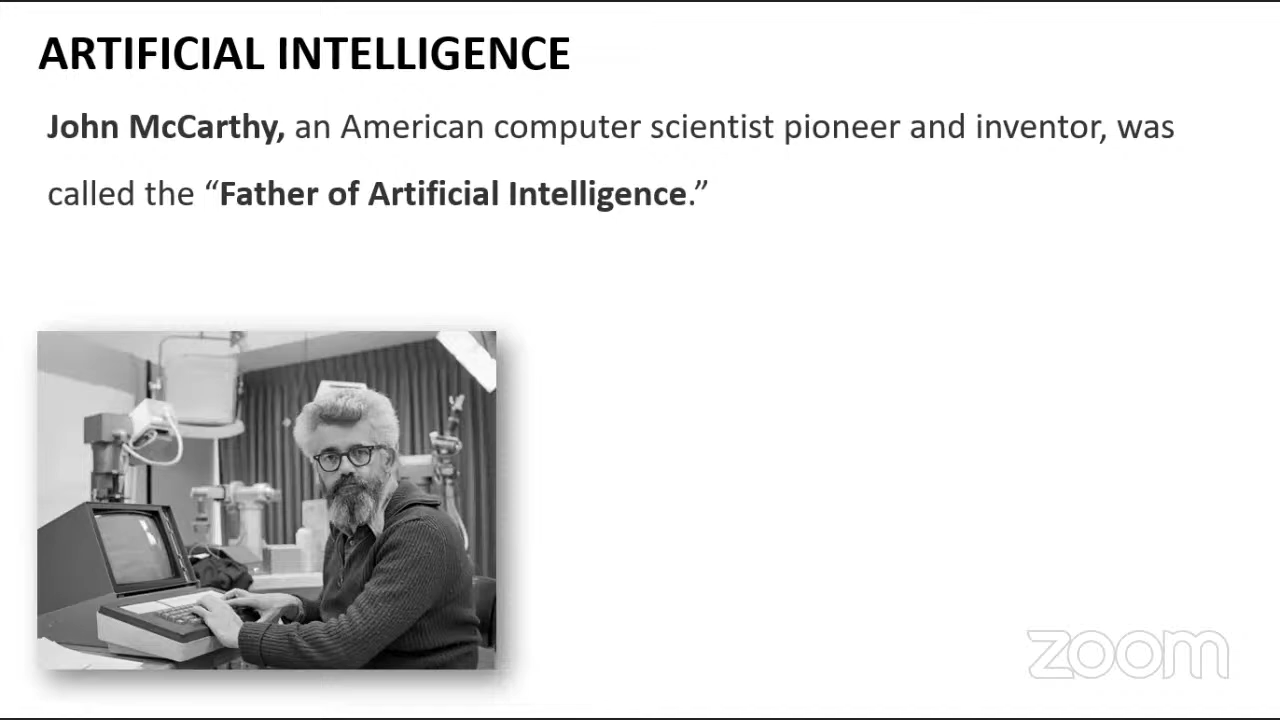 ARTIFICIAL INTELLIGENCE
John McCarthy, an American computer scientist pioneer and inventor, was
called the “Father of Artificial Intelligence.”
zoom